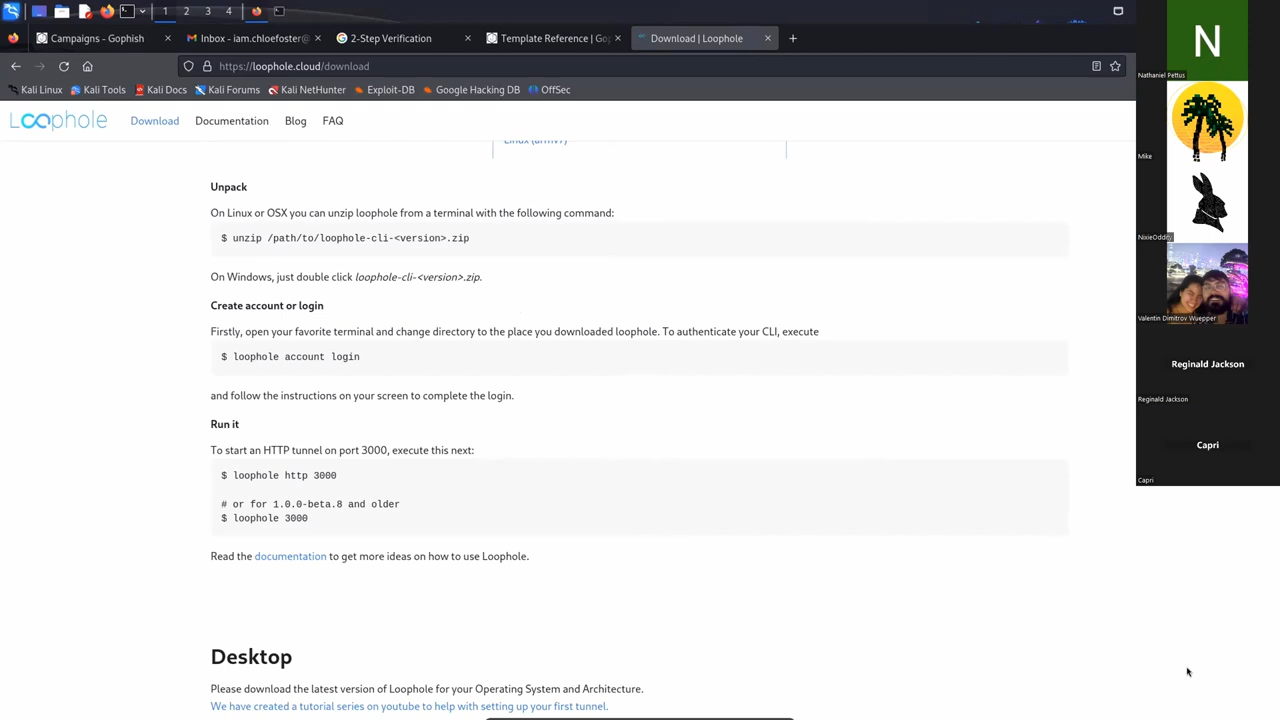 1 2 3 4
Campaigns - Gophish
Inbox - iam.chloefoster@
2-Step Verification
Template Reference | Gop
Download | Loophole
https://loophole.cloud/download
Kali Linux Kali Tools Kali Docs Kali Forums Kali NetHunter Exploit-DB Google Hacking DB OffSec
Loophole Download Documentation Blog FAQ
Linux (armv7)
Unpack
On Linux or OSX you can unzip loophole from a terminal with the following command:
$ unzip /path/to/loophole-cli-<version>.zip
On Windows, just double click loophole-cli-<version>.zip.
Create account or login
Firstly, open your favorite terminal and change directory to the place you downloaded loophole. To authenticate your CLI, execute
$ loophole account login
and follow the instructions on your screen to complete the login.
Run it
To start an HTTP tunnel on port 3000, execute this next:
$ loophole http 3000
# or for 1.0.0-beta.8 and older
$ loophole 3000
Read the documentation to get more ideas on how to use Loophole.
Desktop
Please download the latest version of Loophole for your Operating System and Architecture.
We have created a tutorial series on youtube to help with setting up your first tunnel.
N
Nathaniel Pettus
Mike
NixieOddity
Valentin Dimitrov Wuepper
Reginald Jackson
Reginald Jackson
Capri
Capri